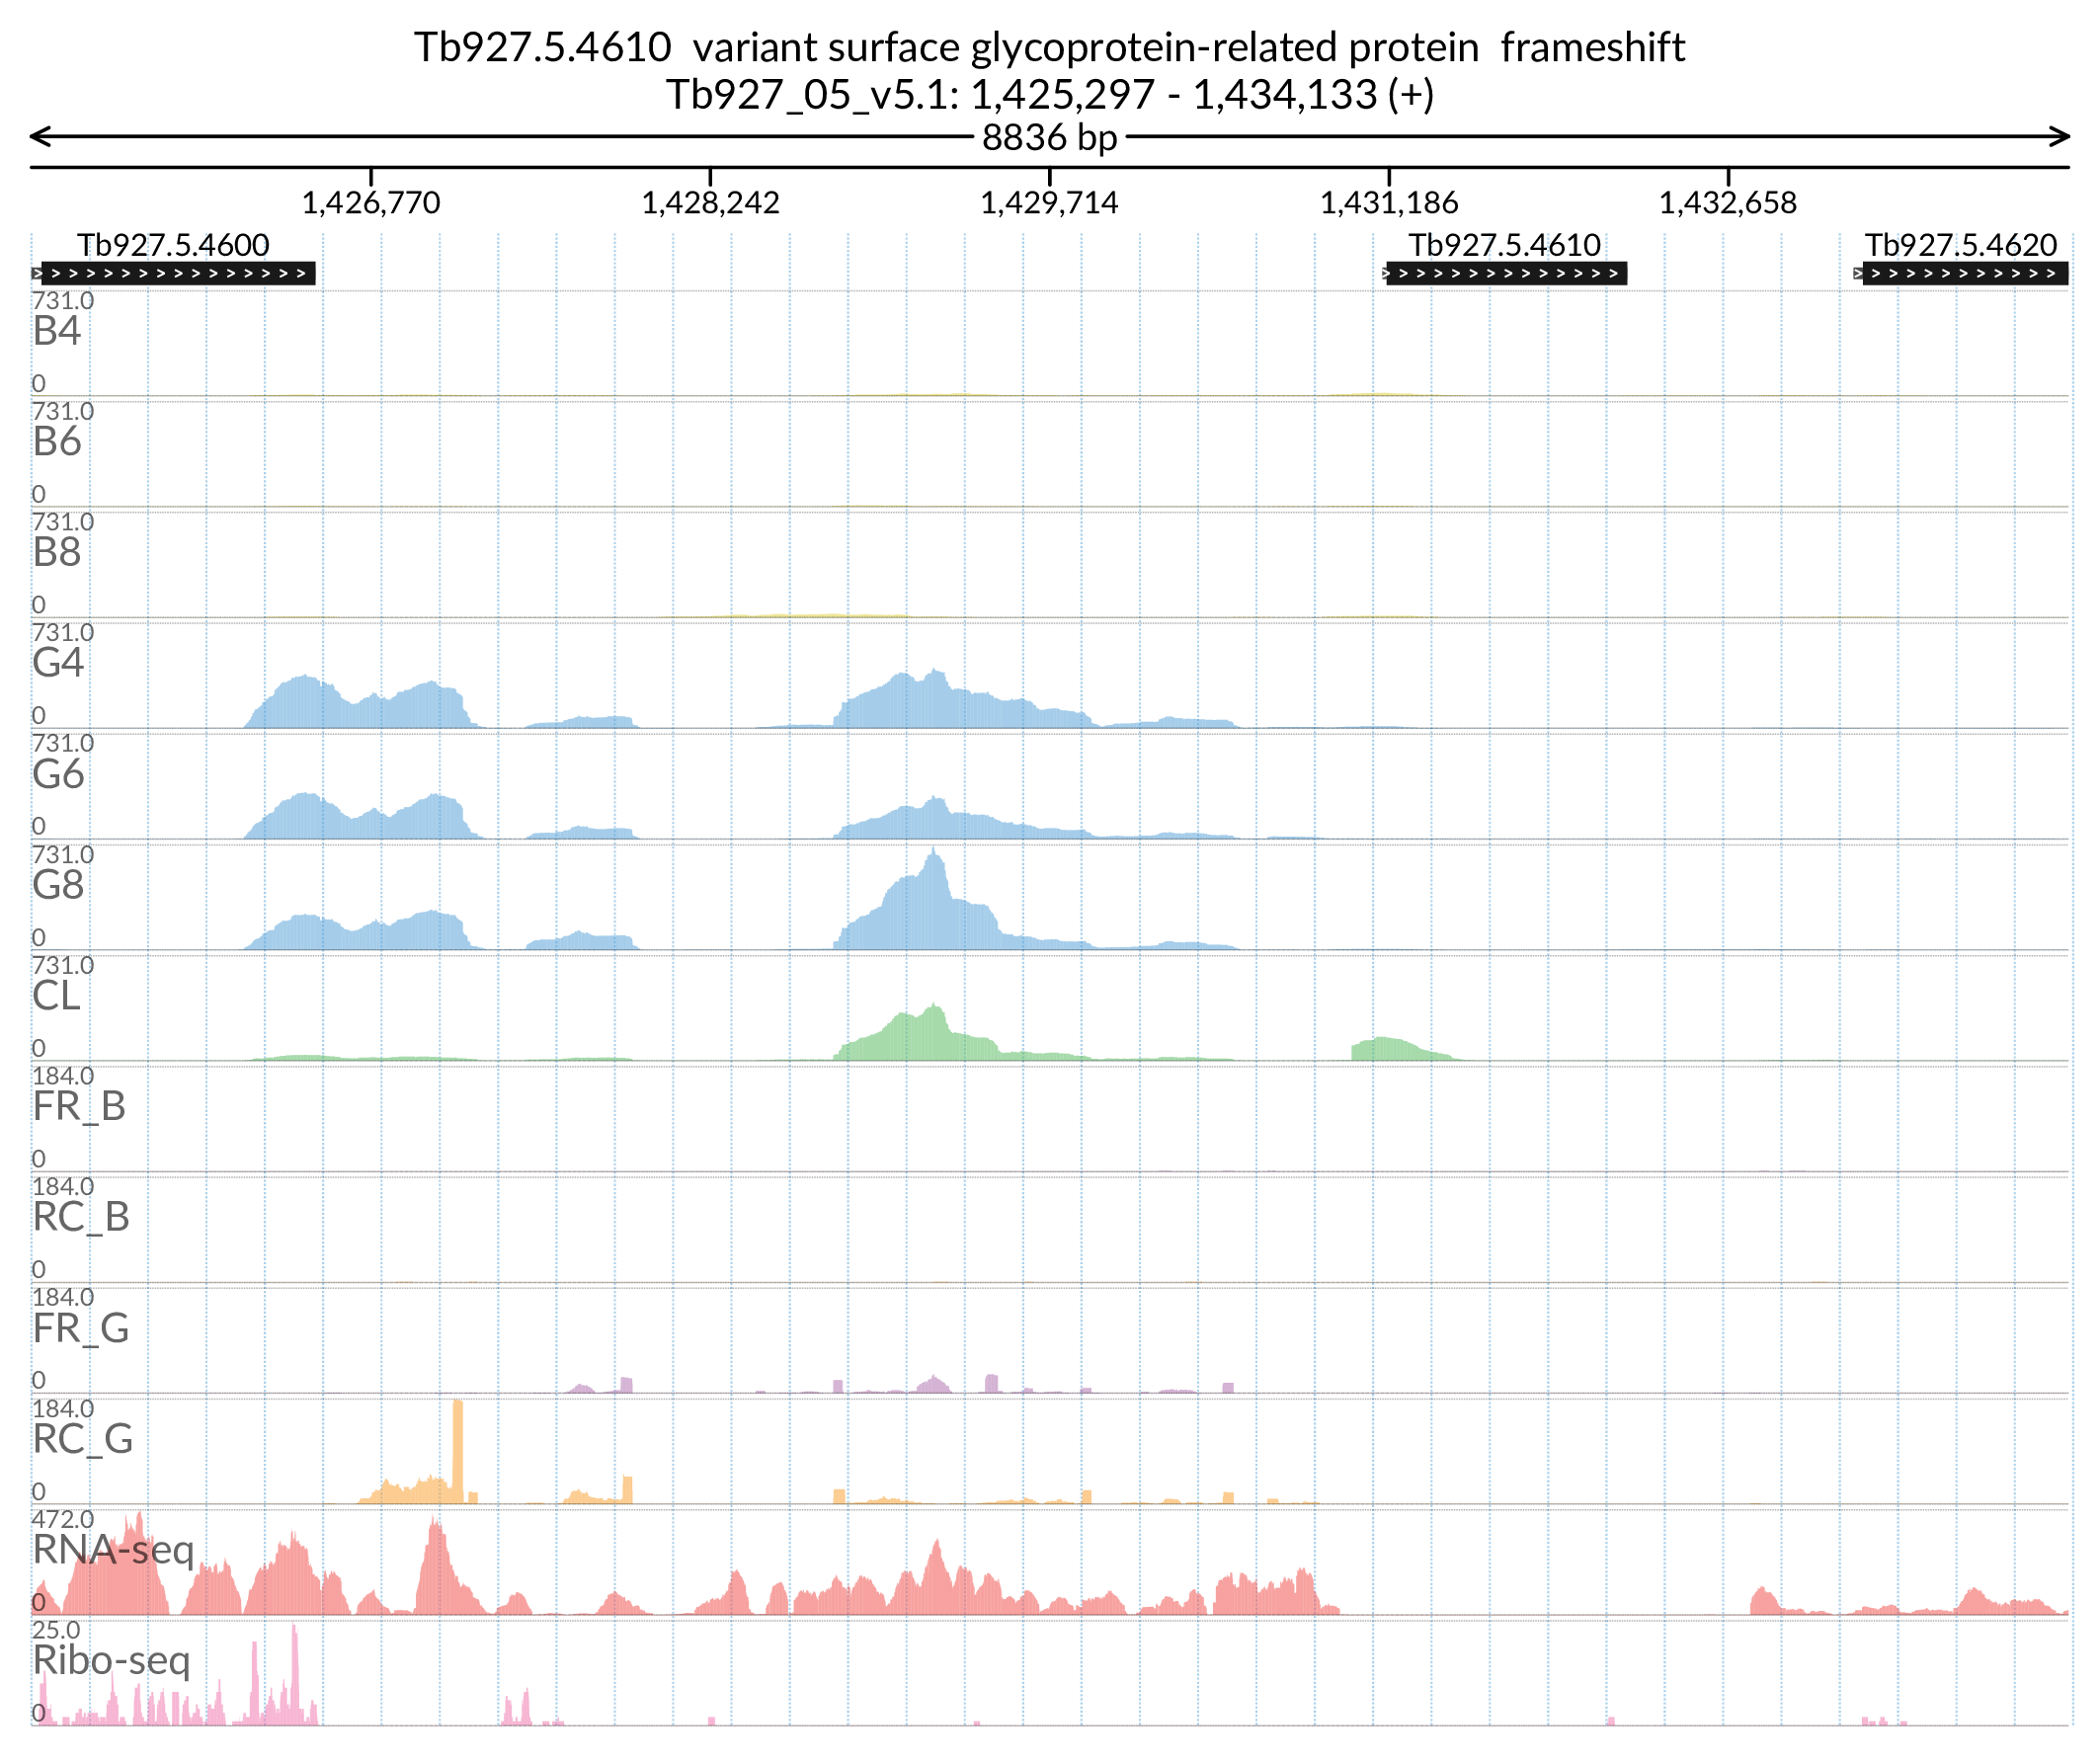 Tb927.5.4610 variant surface glycoprotein-related protein frameshift
Tb927_05_v5.1: 1,425,297 - 1,434,133 (+)
8836 bp
1,426,770 1,428,242 1,429,714 1,431,186 1,432,658
Tb927.5.4600 Tb927.5.4610 Tb927.5.4620
731.0
B4
0
731.0
B6
0
731.0
B8
0
731.0
G4
0
731.0
G6
0
731.0
G8
0
731.0
CL
0
184.0
FR_B
0
184.0
RC_B
0
184.0
FR_G
0
184.0
RC_G
0
472.0
RNA-seq
0
25.0
Ribo-seq
0